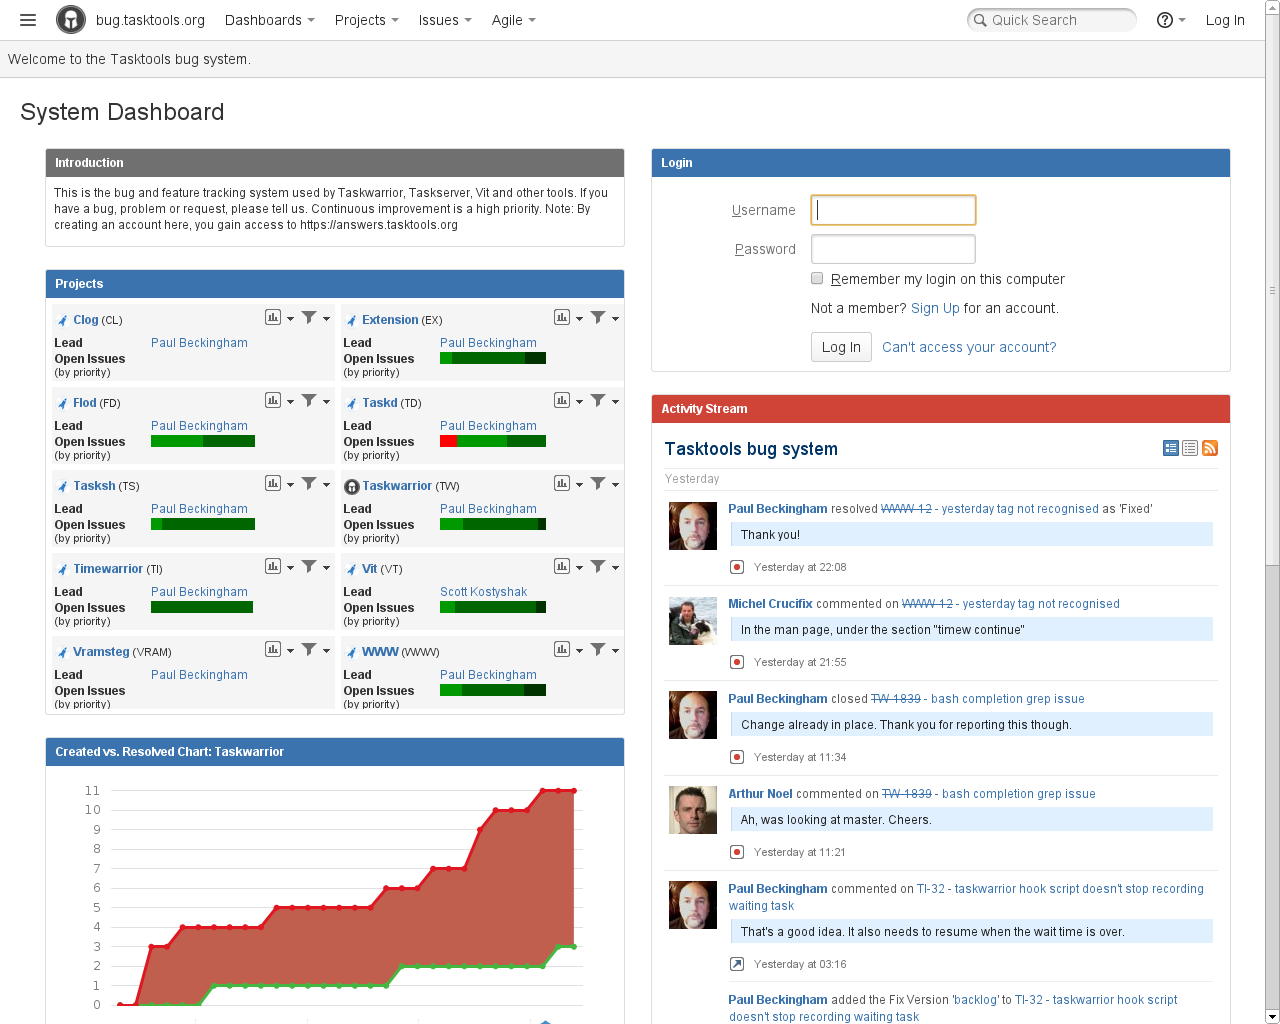 bug.tasktools.org Dashboards Projects Issues Agile Quick Search Log In
Welcome to the Tasktools bug system.
System Dashboard
Introduction
This is the bug and feature tracking system used by Taskwarrior, Taskserver, Vit and other tools. If you
have a bug, problem or request, please tell us. Continuous improvement is a high priority. Note: By
creating an account here, you gain access to https://answers.tasktools.org
Projects
Clog (CL)
Lead Paul Beckingham
Open Issues
(by priority)
Extension (EX)
Lead Paul Beckingham
Open Issues
(by priority)
Flod (FD)
Lead Paul Beckingham
Open Issues
(by priority)
Taskd (TD)
Lead Paul Beckingham
Open Issues
(by priority)
Tasksh (TS)
Lead Paul Beckingham
Open Issues
(by priority)
Taskwarrior (TW)
Lead Paul Beckingham
Open Issues
(by priority)
Timewarrior (TI)
Lead Paul Beckingham
Open Issues
(by priority)
Vit (VT)
Lead Scott Kostyshak
Open Issues
(by priority)
Vramsteg (VRAM)
Lead Paul Beckingham
Open Issues
(by priority)
WWW (WWW)
Lead Paul Beckingham
Open Issues
(by priority)
Created vs. Resolved Chart: Taskwarrior
11
10
9
8
7
6
5
4
3
2
1
0
Login
Username
Password
Remember my login on this computer
Not a member? Sign Up for an account.
Log In Can't access your account?
Activity Stream
Tasktools bug system
Yesterday
Paul Beckingham resolved WWW-12 - yesterday tag not recognised as 'Fixed'
Thank you!
Yesterday at 22:08
Michel Crucifix commented on WWW-12 - yesterday tag not recognised
In the man page, under the section "timew continue"
Yesterday at 21:55
Paul Beckingham closed TW-1839 - bash completion grep issue
Change already in place. Thank you for reporting this though.
Yesterday at 11:34
Arthur Noel commented on TW-1839 - bash completion grep issue
Ah, was looking at master. Cheers.
Yesterday at 11:21
Paul Beckingham commented on TI-32 - taskwarrior hook script doesn't stop recording
waiting task
That's a good idea. It also needs to resume when the wait time is over.
Yesterday at 03:16
Paul Beckingham added the Fix Version 'backlog' to TI-32 - taskwarrior hook script
doesn't stop recording waiting task